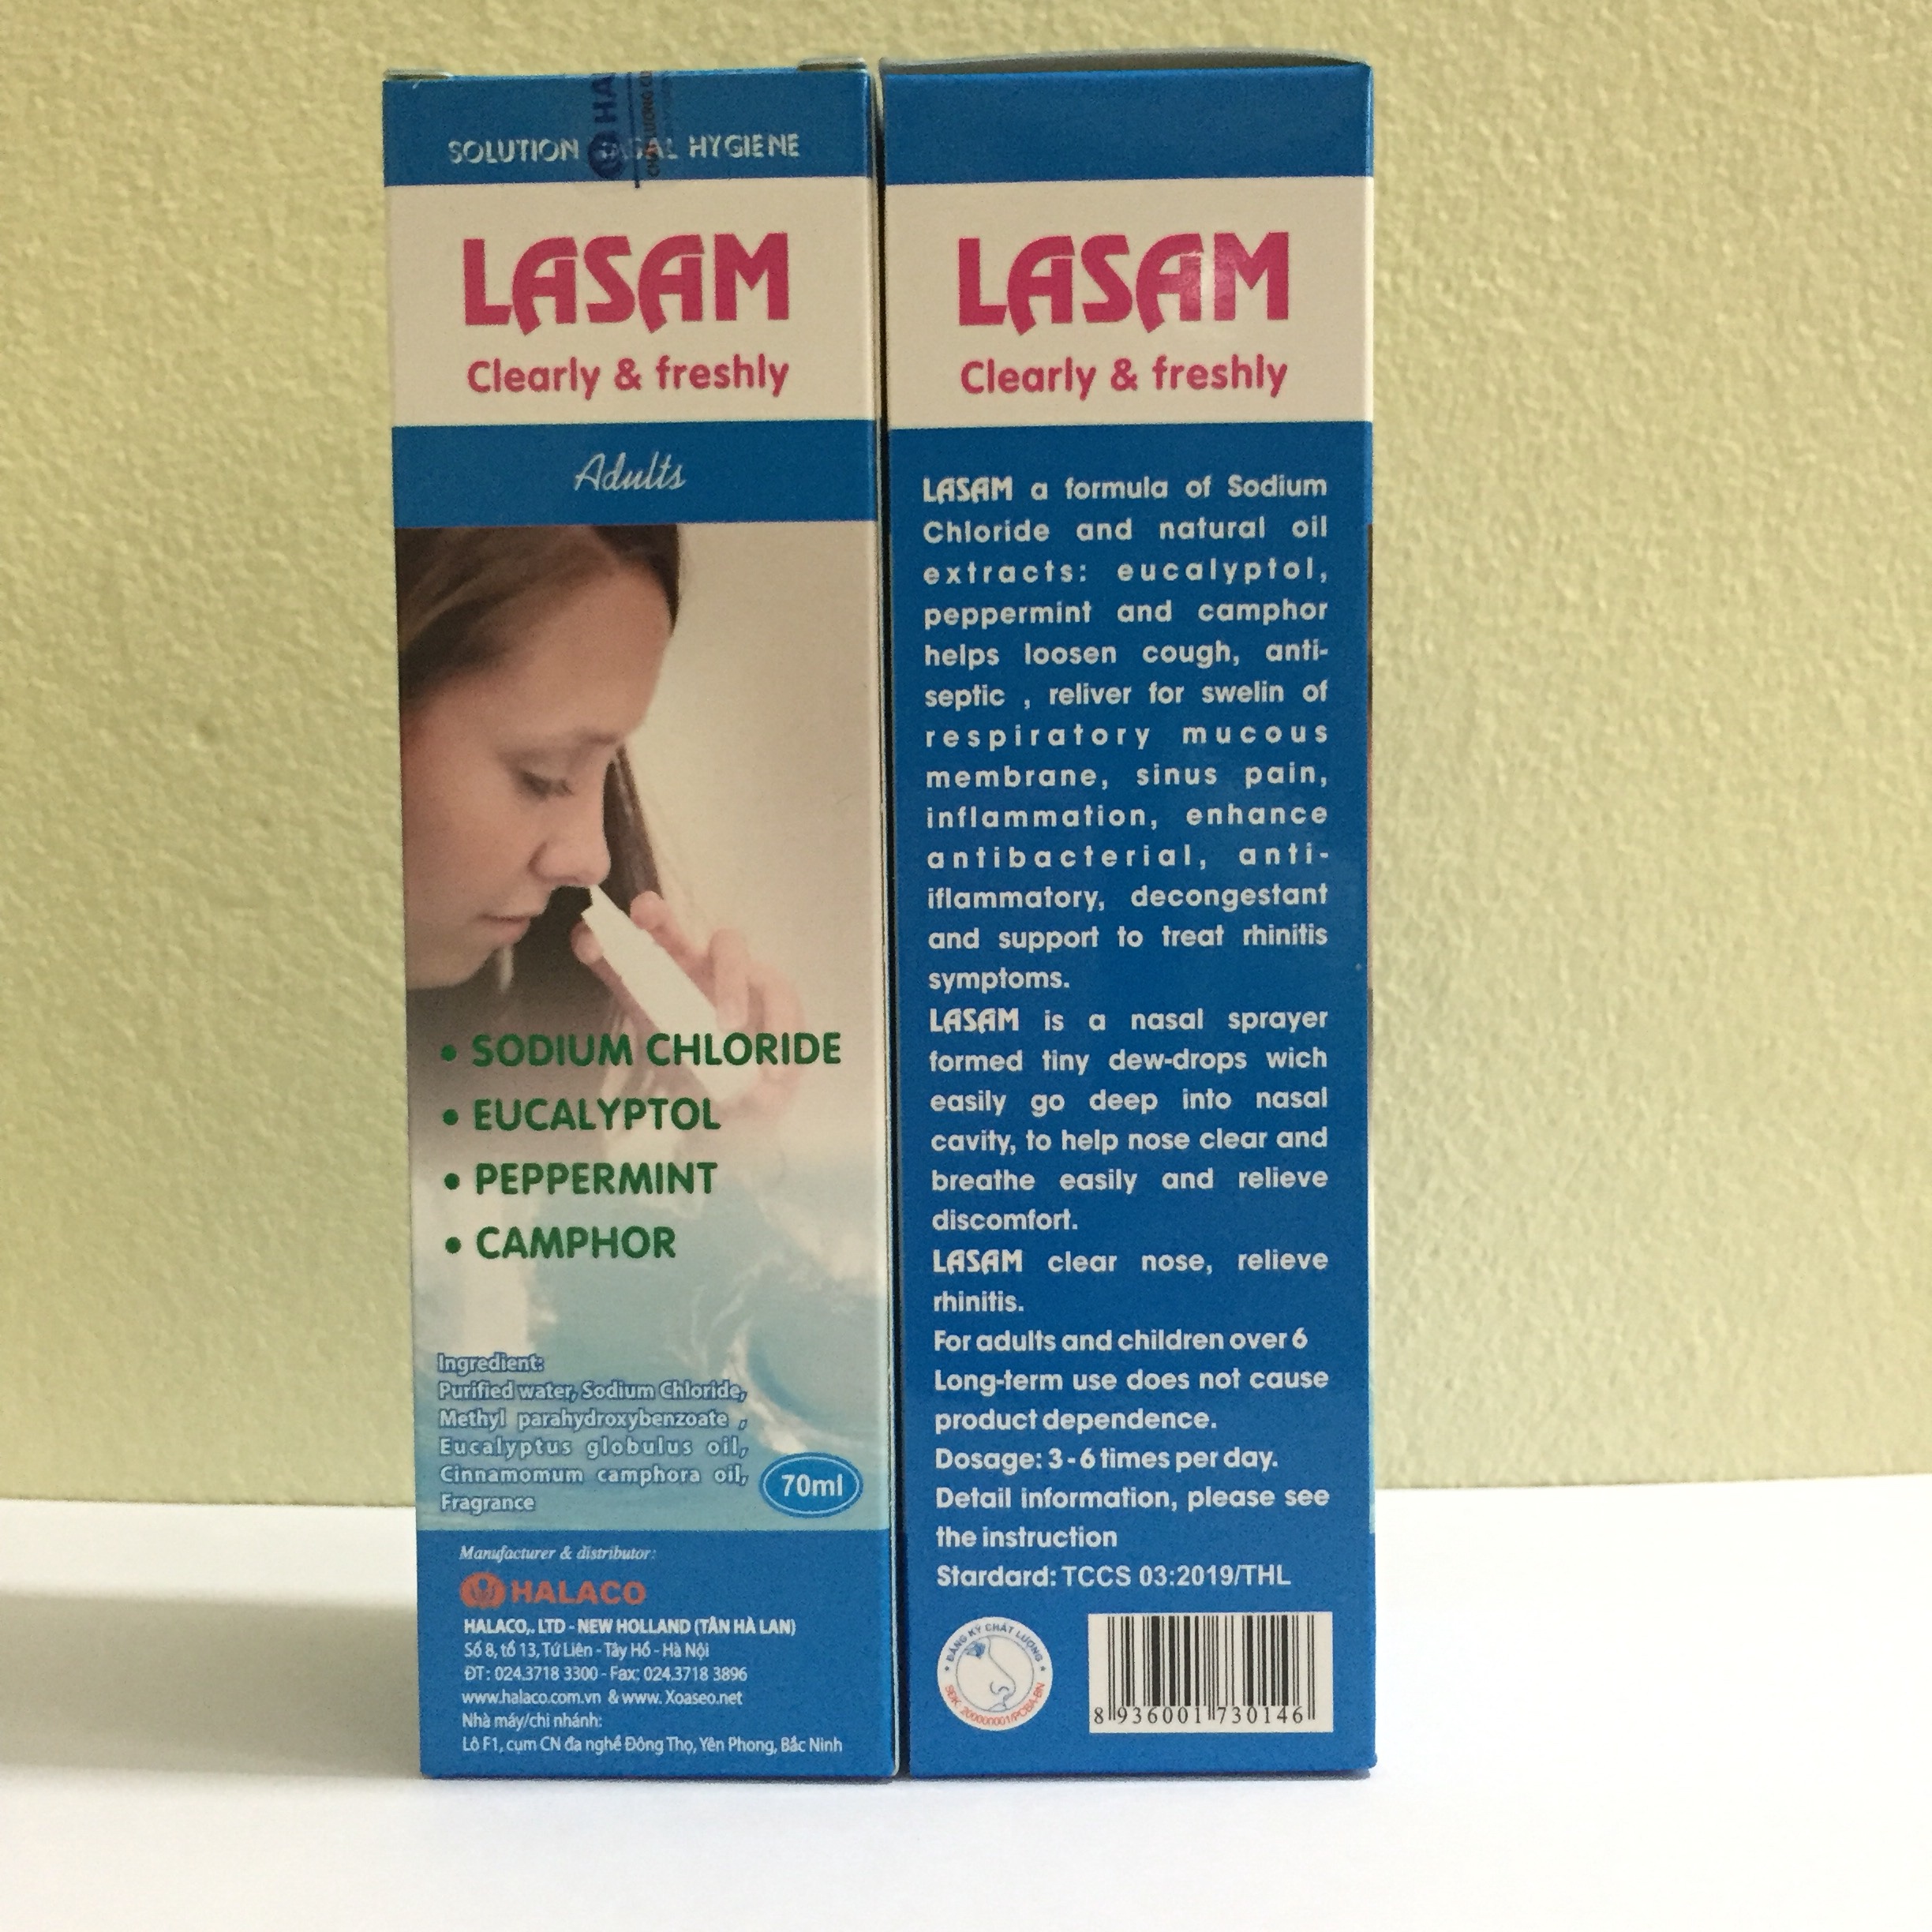 SOLUTION NASAL HYGIENE
LASAM
Clearly & freshly
Adults
• SODIUM CHLORIDE
• EUCALYPTOL
• PEPPERMINT
• CAMPHOR
Ingredient:
Purified water, Sodium Chloride,
Methyl parahydroxybenzoate ,
Eucalyptus globulus oil,
Cinnamomum camphora oil,
Fragrance
70ml
Manufacturer & distributor:
HALACO
HALACO,. LTD - NEW HOLLAND (TÂN HÀ LAN)
Số 8, tổ 13, Tứ Liên - Tây Hồ - Hà Nội
ĐT: 024.3718 3300 - Fax: 024.3718 3896
www.halaco.com.vn & www. Xoaseo.net
Nhà máy/chi nhánh:
Lô F1, cụm CN đa nghề Đông Thọ, Yên Phong, Bắc Ninh
LASAM
Clearly & freshly
LASAM a formula of Sodium
Chloride and natural oil
extracts: eucalyptol,
peppermint and camphor
helps loosen cough, anti-
septic , reliver for swelin of
respiratory mucous
membrane, sinus pain,
inflammation, enhance
antibacterial, anti-
iflammatory, decongestant
and support to treat rhinitis
symptoms.
LASAM is a nasal sprayer
formed tiny dew-drops wich
easily go deep into nasal
cavity, to help nose clear and
breathe easily and relieve
discomfort.
LASAM clear nose, relieve
rhinitis.
For adults and children over 6
Long-term use does not cause
product dependence.
Dosage: 3 - 6 times per day.
Detail information, please see
the instruction
Stardard: TCCS 03:2019/THL
ĐĂNG KÝ CHẤT LƯỢNG
SĐK: 200000001/PCBA-BN
8 936001 730146